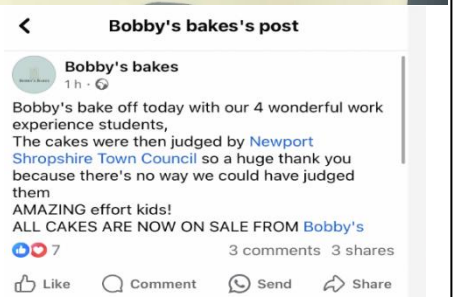 Bobby's bakes's post
Bobby's bakes
1 h
Bobby's bake off today with our 4 wonderful work
experience students,
The cakes were then judged by Newport
Shropshire Town Council so a huge thank you
because there's no way we could have judged
them
AMAZING effort kids!
ALL CAKES ARE NOW ON SALE FROM Bobby's
7 3 comments 3 shares
Like Comment Send Share